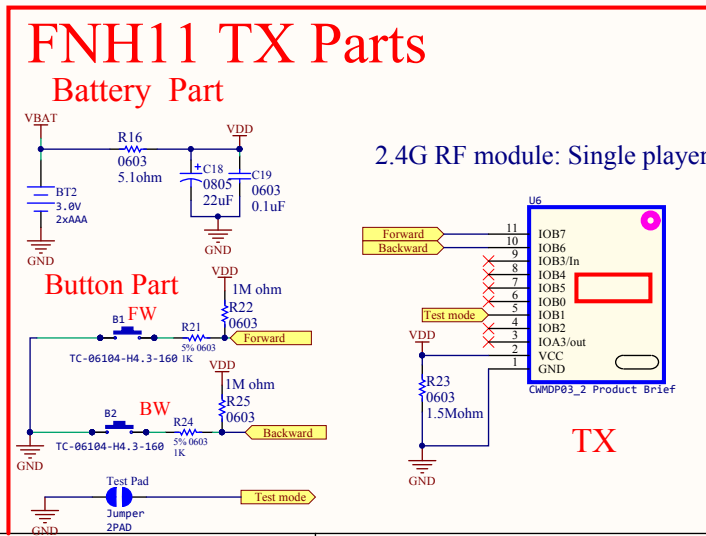 FNH11 TX Parts
Battery Part
VBAT
R16
0603
5.1ohm
VDD
+
C18
0805
22uF
C19
0603
0.1uF
BT2
3.0V
2xAAA
GND
GND
2.4G RF module: Single player
U6
Forward
Backward
Test mode
11 IOB7
10 IOB6
9 IOB3/In
8 IOB4
7 IOB5
6 IOB0
5 IOB1
4 IOB2
3 IOA3/out
2 VCC
1 GND
CWMDP03_2 Product Brief
VDD
R23
0603
1.5Mohm
GND
TX
Button Part
VDD
1M ohm
R22
0603
B1
FW
R21
5% 0603
1K
TC-06104-H4.3-160
Forward
VDD
1M ohm
R25
0603
B2
BW
R24
5% 0603
1K
TC-06104-H4.3-160
Backward
GND
Test Pad
Jumper
2PAD
Test mode
GND